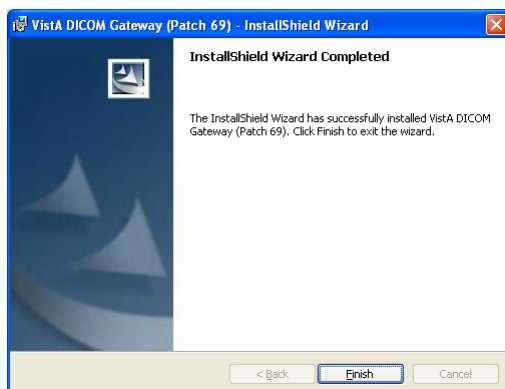 VistA DICOM Gateway (Patch 69) - InstallShield Wizard
InstallShield Wizard Completed
The InstallShield Wizard has successfully installed VistA DICOM
Gateway (Patch 69). Click Finish to exit the wizard.
< Back Finish Cancel